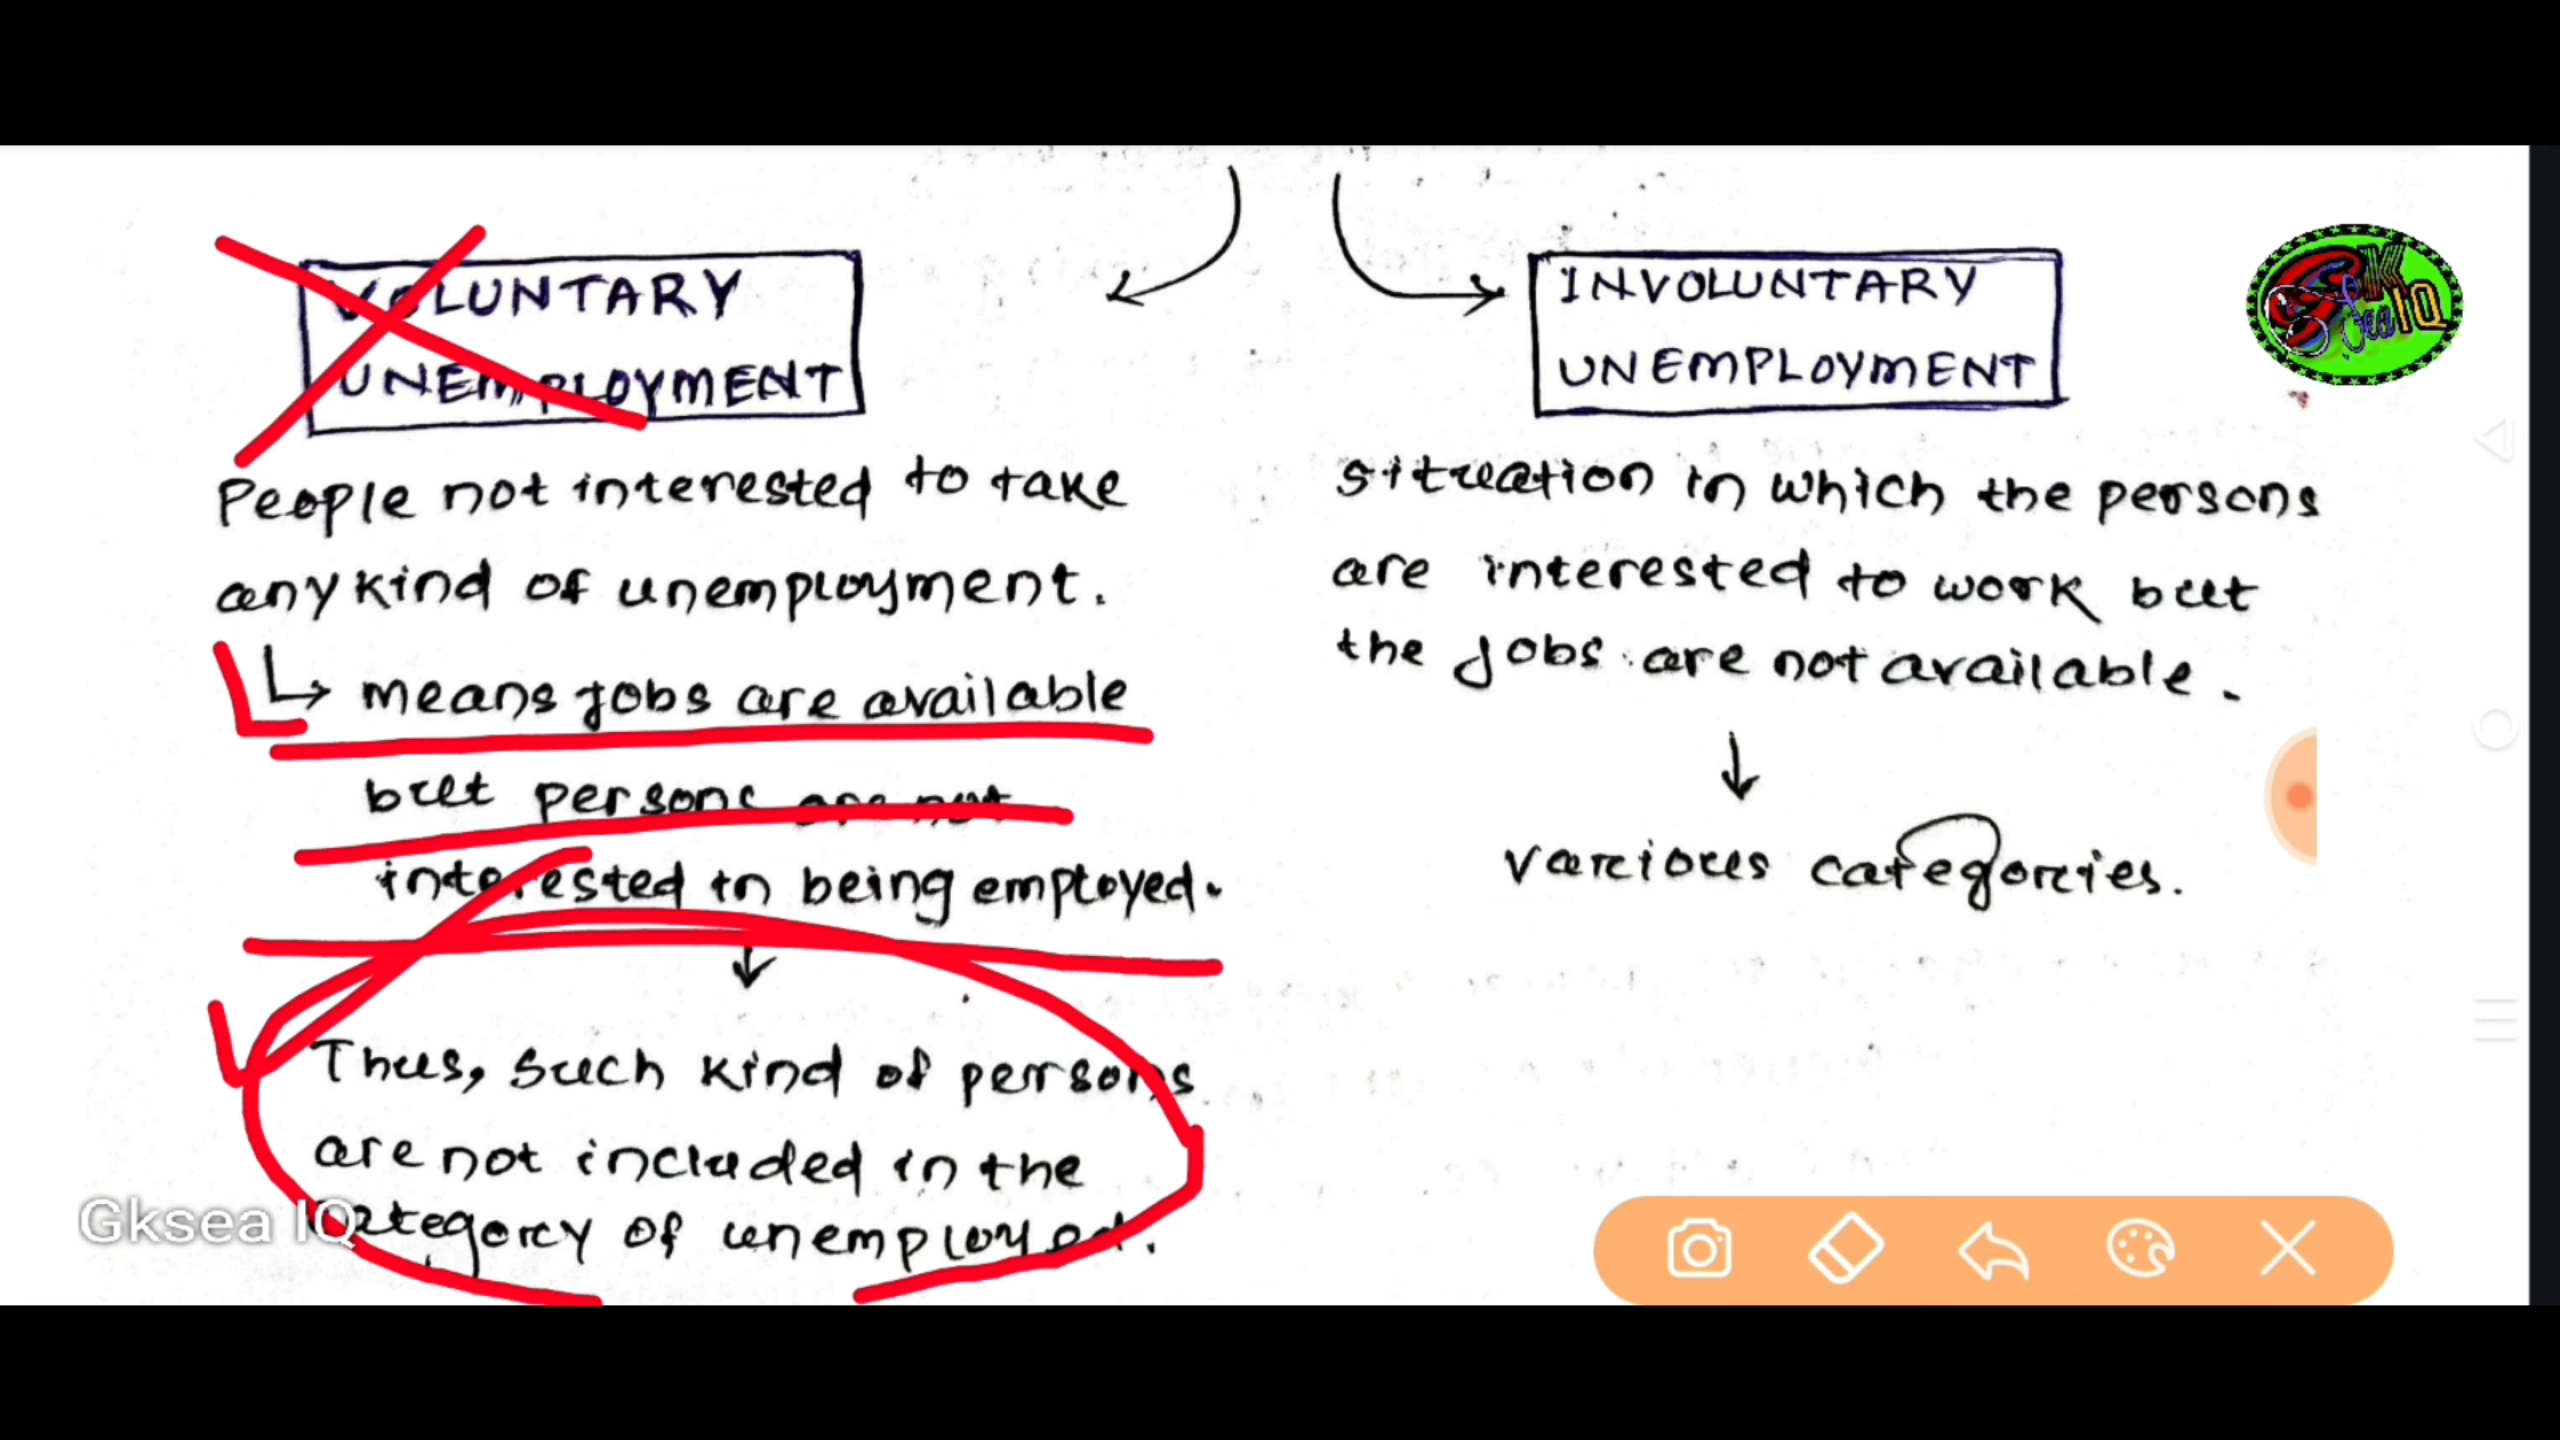 VOLUNTARY
UNEMPLOYMENT
People not interested to take
any kind of unemployment.
means jobs are available
but persons are not
interested in being employed.
Thus, such kind of persons
are not included in the
category of unemployed.
INVOLUNTARY
UNEMPLOYMENT
situation in which the persons
are interested to work but
the jobs are not available.
various categories.
GK
Sea IQ
Gksea IQ